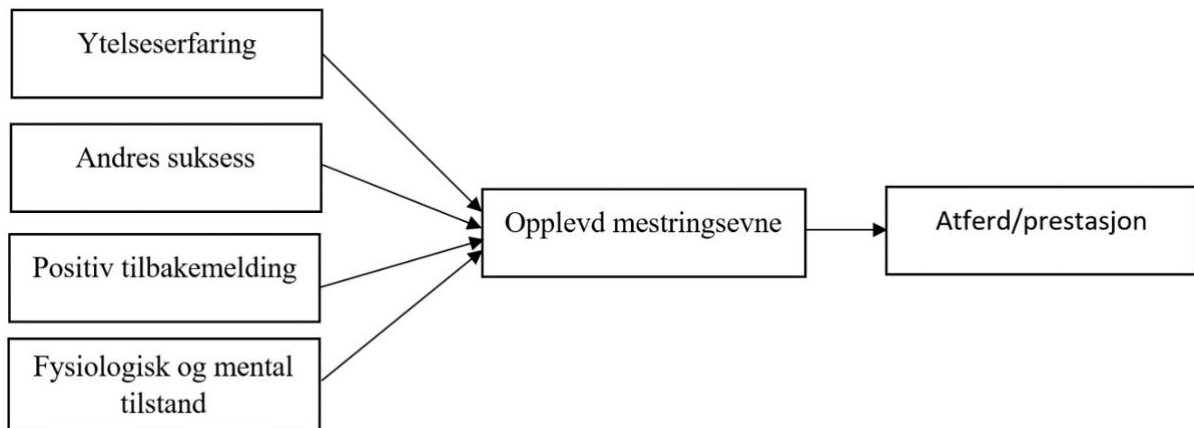 Ytelseserfaring
Andres suksess
Positiv tilbakemelding
Fysiologisk og mental
tilstand
Opplevd mestringsevne
Atferd/prestasjon